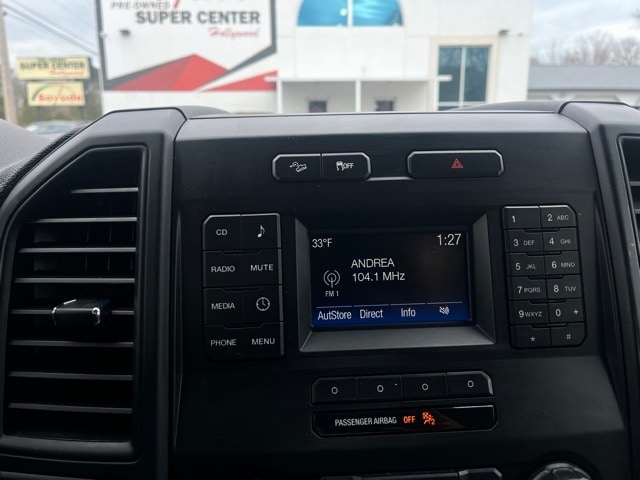 PRE-OWNED
SUPER CENTER
Hollywood
SUPER CENTER
OFF
CD
RADIO MUTE
MEDIA
PHONE MENU
33°F 1:27
ANDREA
104.1 MHz
FM 1
AutStore Direct Info
1 2 ABC
3 DEF 4 GHI
5 JKL 6 MNO
7 PQRS 8 TUV
9 WXYZ 0 +
* #
PASSENGER AIRBAG OFF 2